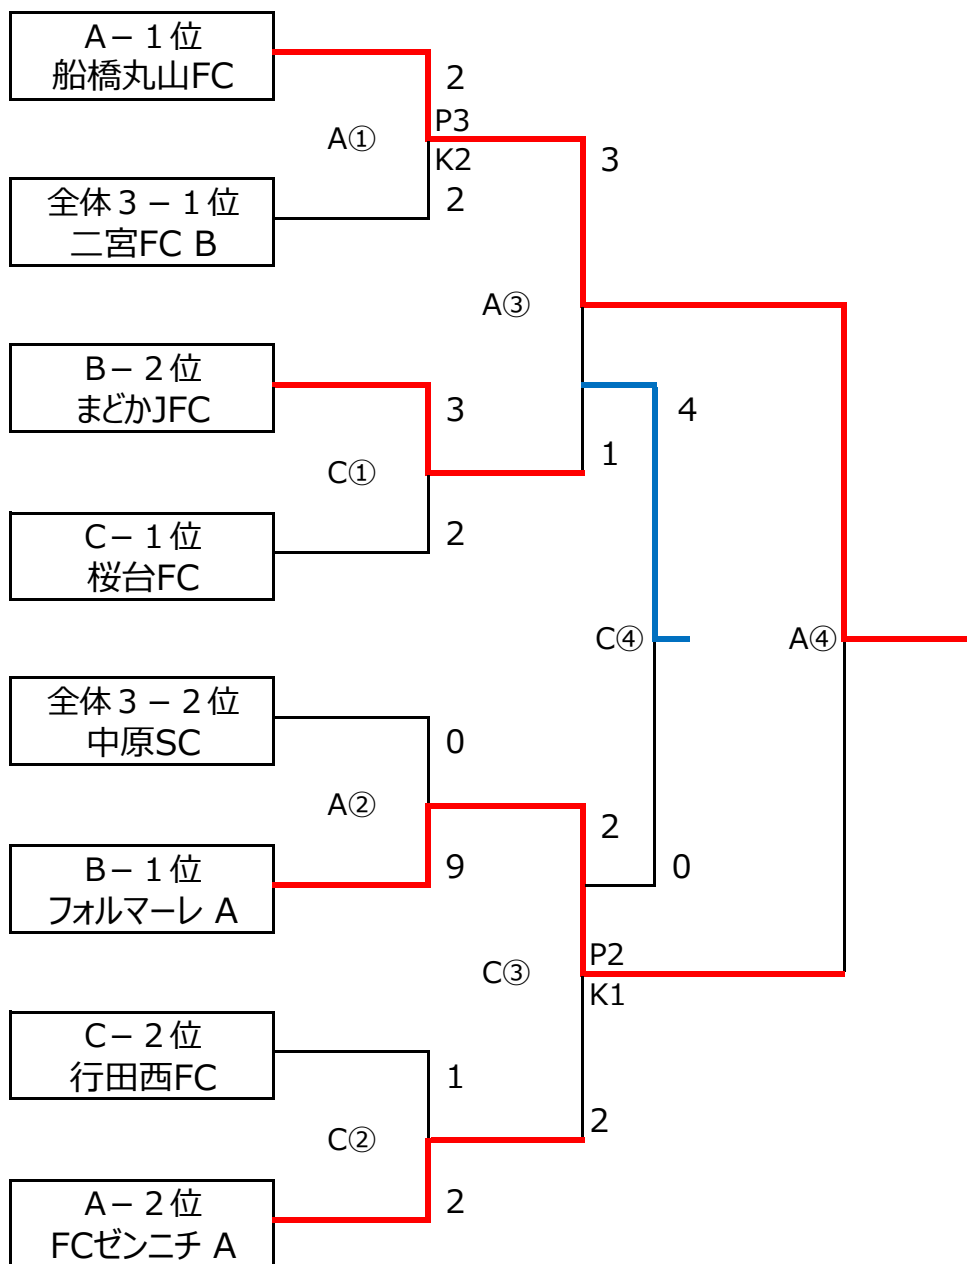 A－１位
船橋丸山FC
2
A①
P3
K2
3
2
全体３－１位
二宮FC B
A③
B－２位
まどかJFC
3
4
1
C①
2
C－１位
桜台FC
C④
A④
全体３－２位
中原SC
0
A②
2
B－１位
フォルマーレ A
9
0
C③
P2
K1
C－２位
行田西FC
1
2
C②
A－２位
FCゼンニチ A
2